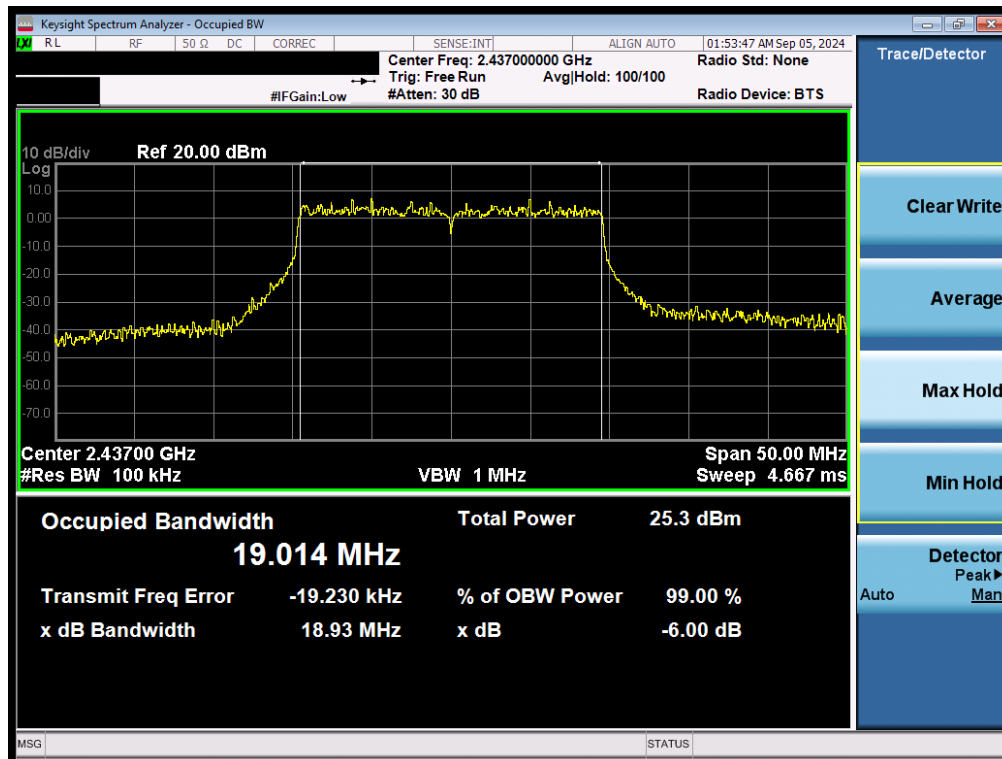 Keysight Spectrum Analyzer - Occupied BW
LXI RL RF 50 Ω DC CORREC SENSE:INT ALIGN AUTO 01:53:47 AM Sep 05, 2024
Center Freq: 2.437000000 GHz Radio Std: None
Trig: Free Run Avg|Hold: 100/100
#IFGain:Low #Atten: 30 dB Radio Device: BTS
Trace/Detector
10 dB/div Ref 20.00 dBm
Log
10.0
0.00
-10.0
-20.0
-30.0
-40.0
-50.0
-60.0
-70.0
Center 2.43700 GHz Span 50.00 MHz
#Res BW 100 kHz VBW 1 MHz Sweep 4.667 ms
Occupied Bandwidth Total Power 25.3 dBm
19.014 MHz
Transmit Freq Error -19.230 kHz % of OBW Power 99.00 %
x dB Bandwidth 18.93 MHz x dB -6.00 dB
Clear Write
Average
Max Hold
Min Hold
Detector
Peak▶
Auto Man
MSG STATUS